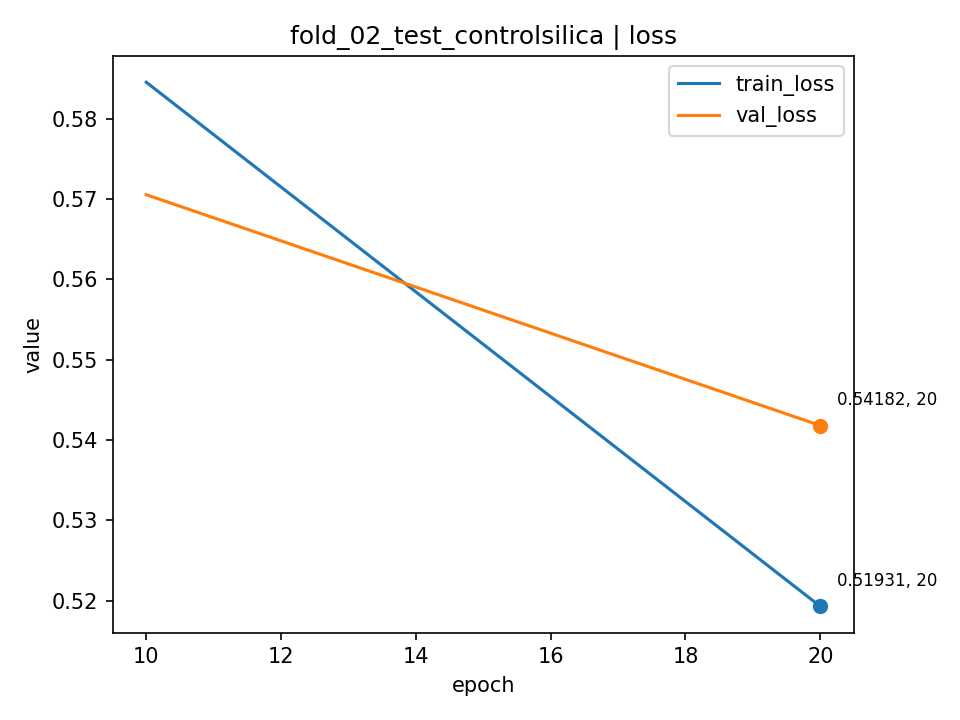 fold_02_test_controlsilica | loss
train_loss
val_loss
value
0.58
0.57
0.56
0.55
0.54
0.53
0.52
0.54182, 20
0.51931, 20
10 12 14 16 18 20
epoch